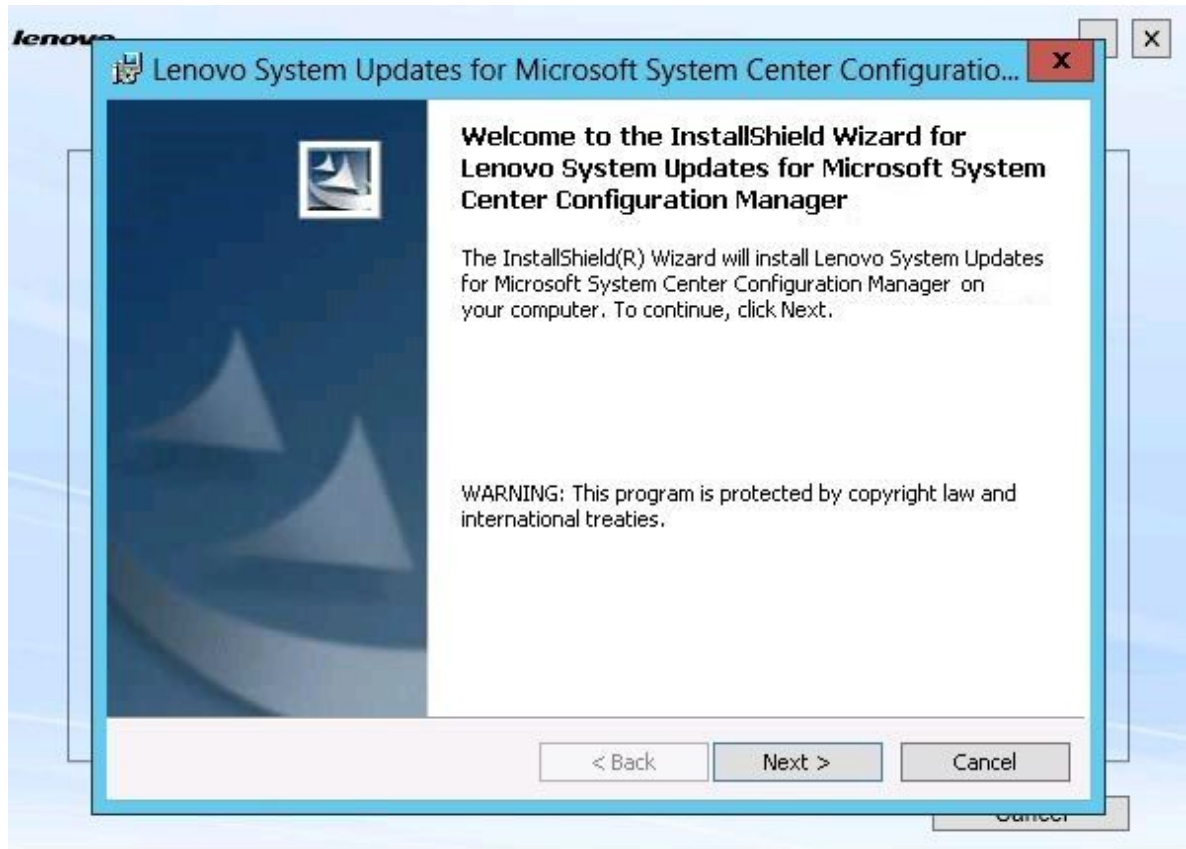 lenovo
X
Lenovo System Updates for Microsoft System Center Configuratio...
x
Welcome to the InstallShield Wizard for
Lenovo System Updates for Microsoft System
Center Configuration Manager
The InstallShield(R) Wizard will install Lenovo System Updates
for Microsoft System Center Configuration Manager on
your computer. To continue, click Next.
WARNING: This program is protected by copyright law and
international treaties.
< Back
Next >
Cancel
Cancel